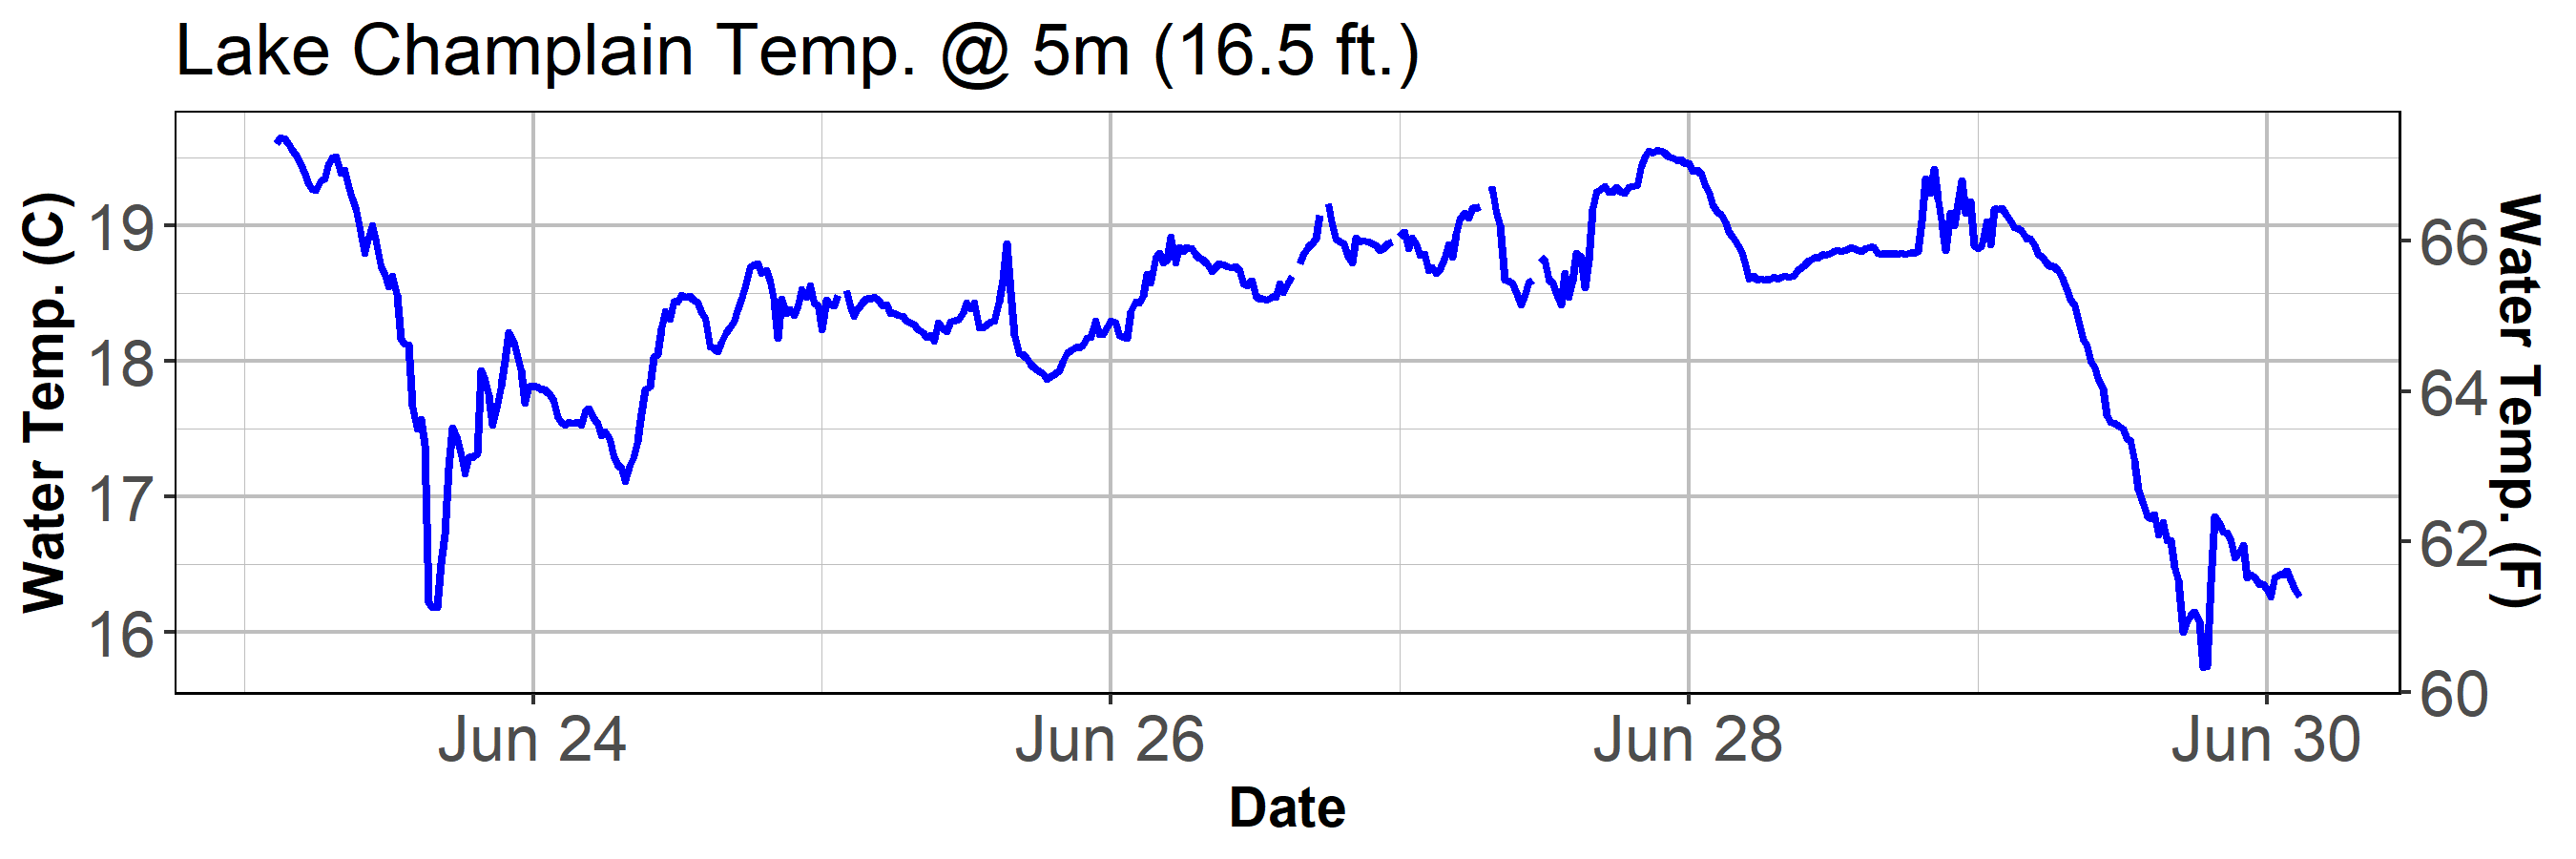 Lake Champlain Temp. @ 5m (16.5 ft.)
Water Temp. (C)
19
18
17
16
66
64
62
60
Water Temp. (F)
Jun 24
Jun 26
Jun 28
Jun 30
Date